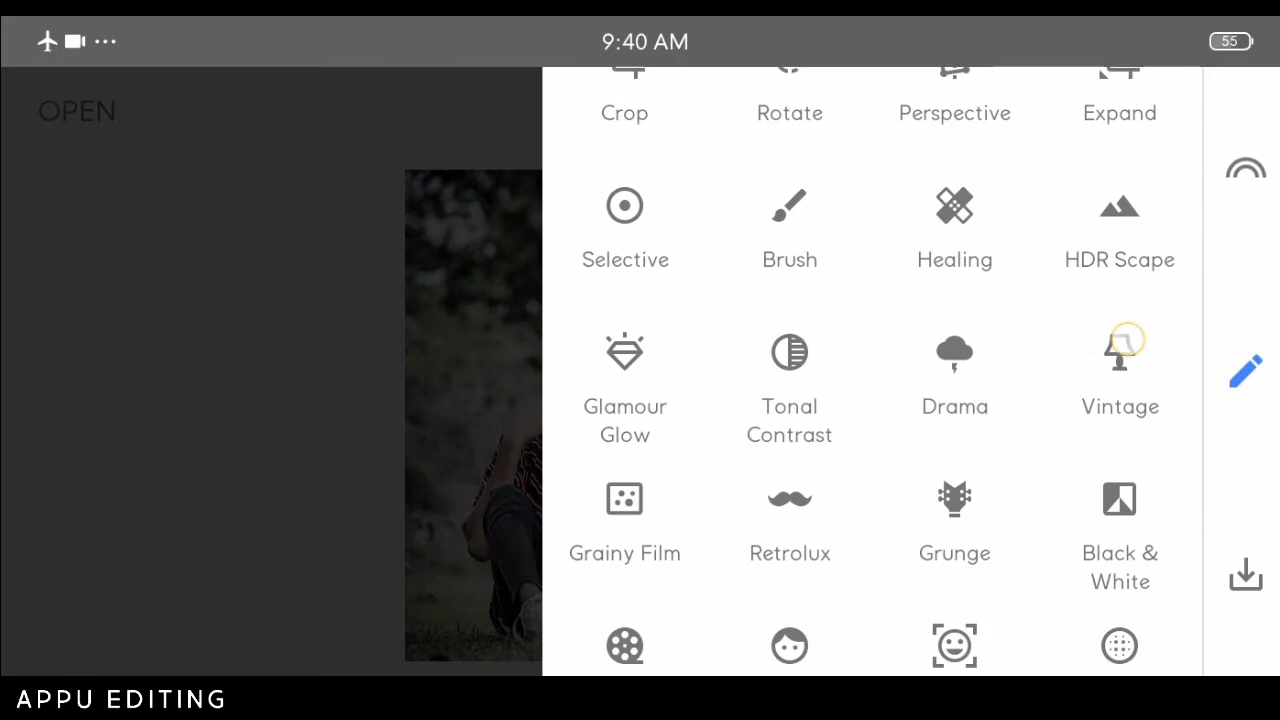 9:40 AM
55
OPEN
Crop
Rotate
Perspective
Expand
Selective
Brush
Healing
HDR Scape
Glamour
Glow
Tonal
Contrast
Drama
Vintage
Grainy Film
Retrolux
Grunge
Black &
White
APPU EDITING